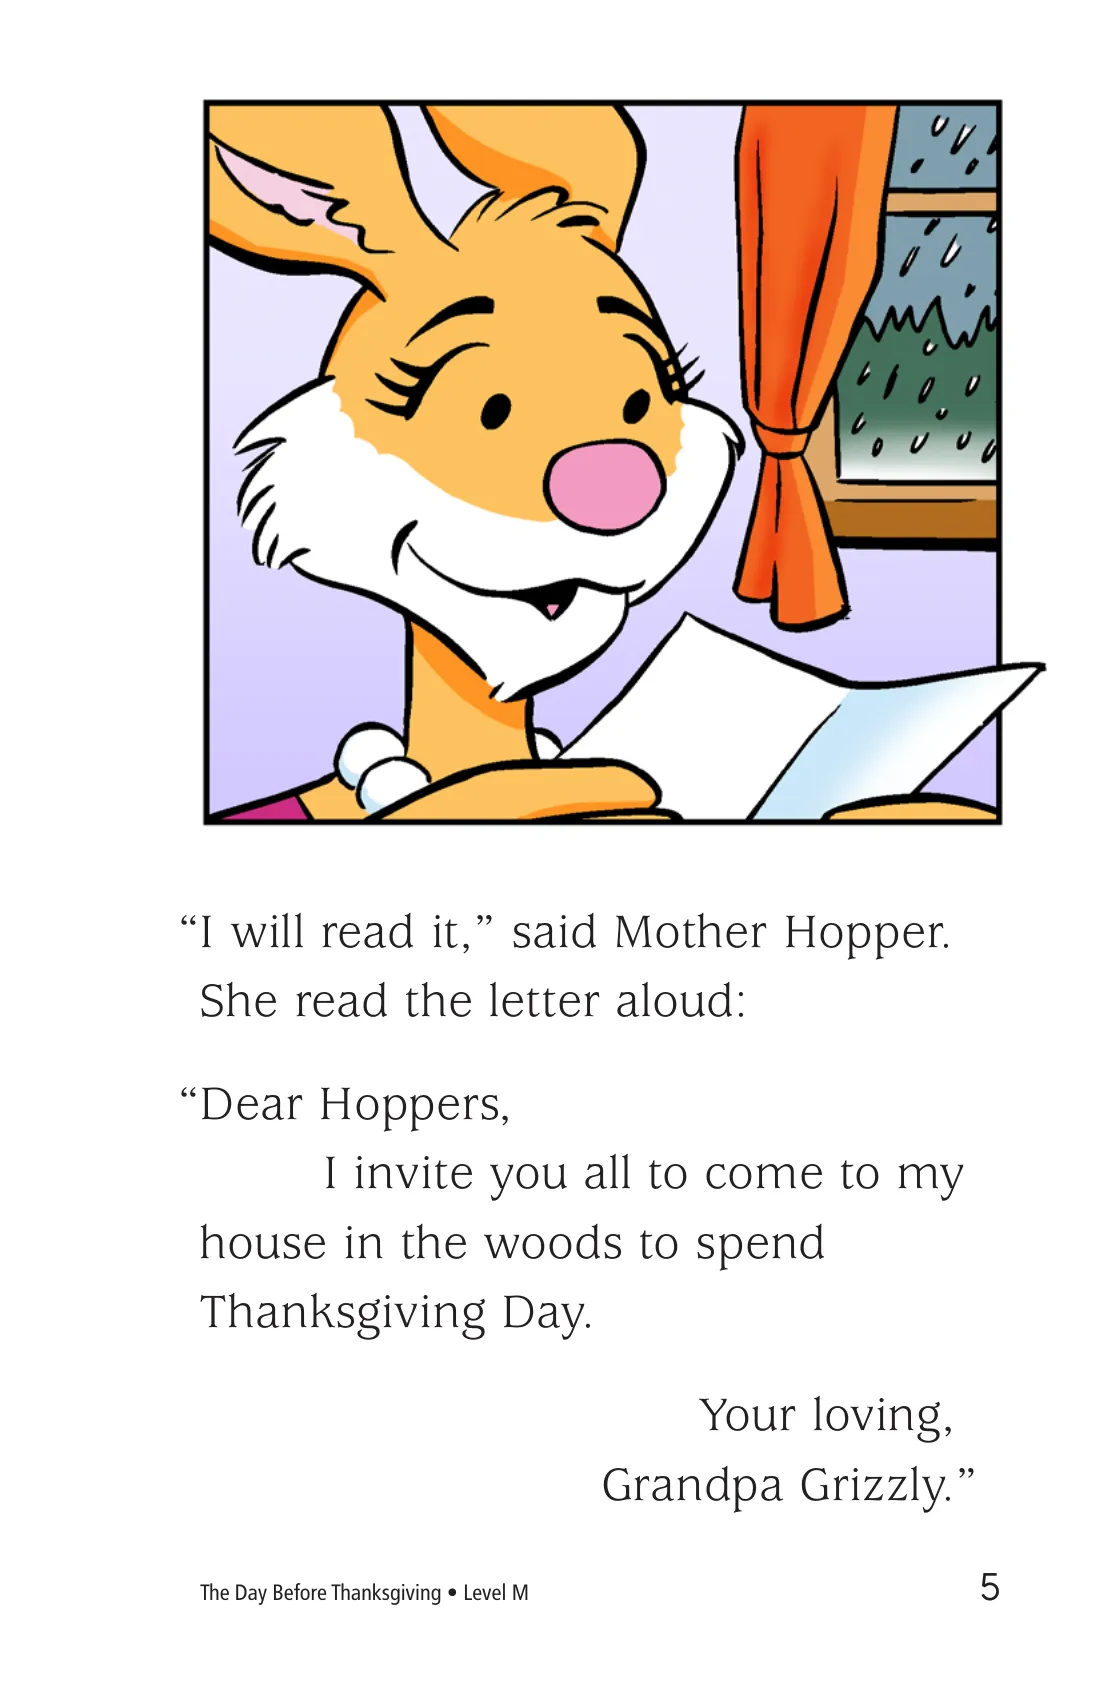 “I will read it,” said Mother Hopper.
She read the letter aloud:
“Dear Hoppers,
I invite you all to come to my
house in the woods to spend
Thanksgiving Day.
Your loving,
Grandpa Grizzly.”
The Day Before Thanksgiving • Level M
5